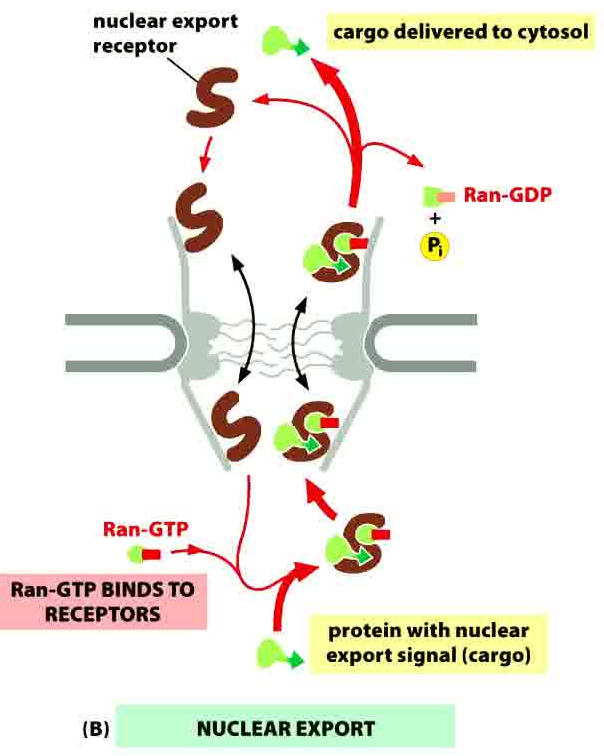 nuclear export
receptor
cargo delivered to cytosol
Ran-GDP
+
Pi
Ran-GTP
Ran-GTP BINDS TO
RECEPTORS
protein with nuclear
export signal (cargo)
(B) NUCLEAR EXPORT